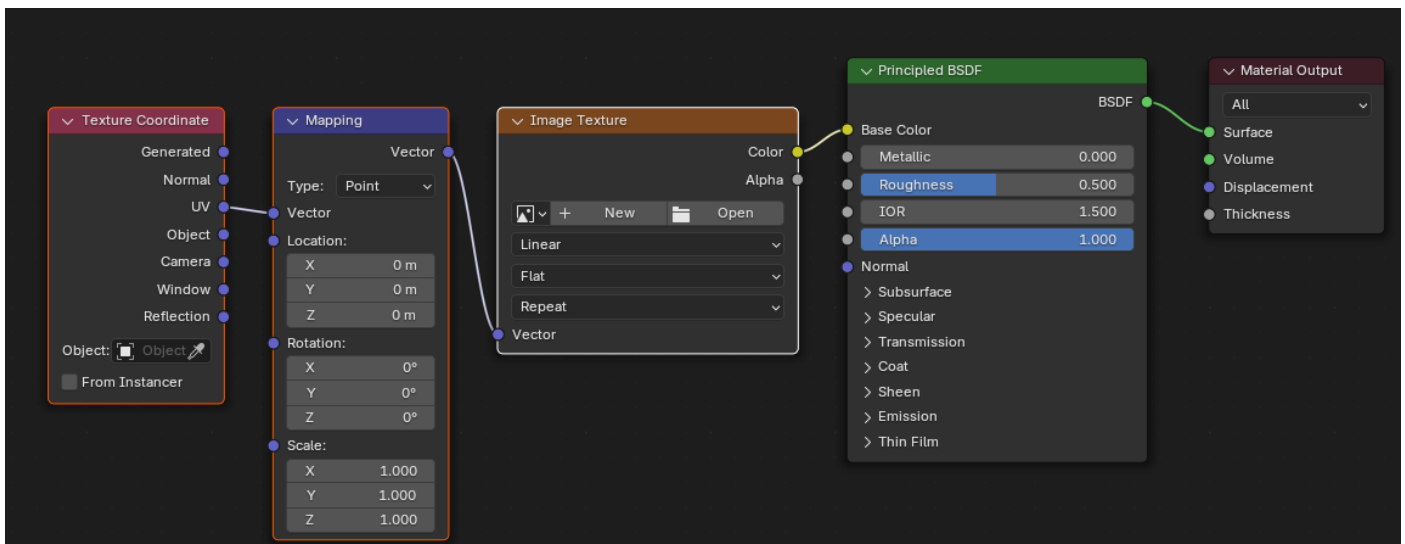 Texture Coordinate
Generated
Normal
UV
Object
Camera
Window
Reflection
Object: Object
From Instancer
Mapping
Vector
Type: Point
Vector
Location:
X 0 m
Y 0 m
Z 0 m
Rotation:
X 0°
Y 0°
Z 0°
Scale:
X 1.000
Y 1.000
Z 1.000
Image Texture
Color
Alpha
+ New Open
Linear
Flat
Repeat
Vector
Principled BSDF
BSDF
Base Color
Metallic 0.000
Roughness 0.500
IOR 1.500
Alpha 1.000
Normal
Subsurface
Specular
Transmission
Coat
Sheen
Emission
Thin Film
Material Output
All
Surface
Volume
Displacement
Thickness